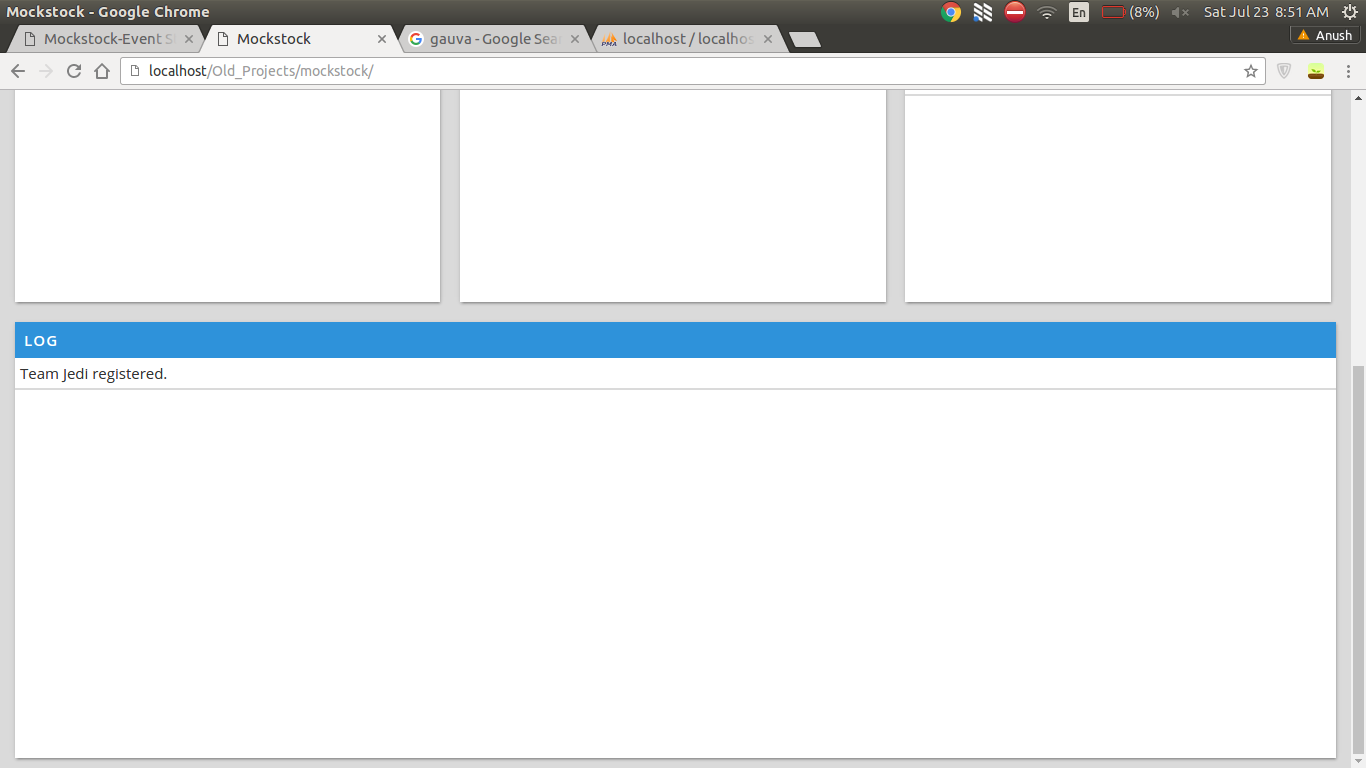 Mockstock - Google Chrome
En
(8%)
Sat Jul 23 8:51 AM
Mockstock-Event S
Mockstock
gauva - Google Sea
PMA
localhost / localhos
Anush
localhost/Old_Projects/mockstock/
LOG
Team Jedi registered.